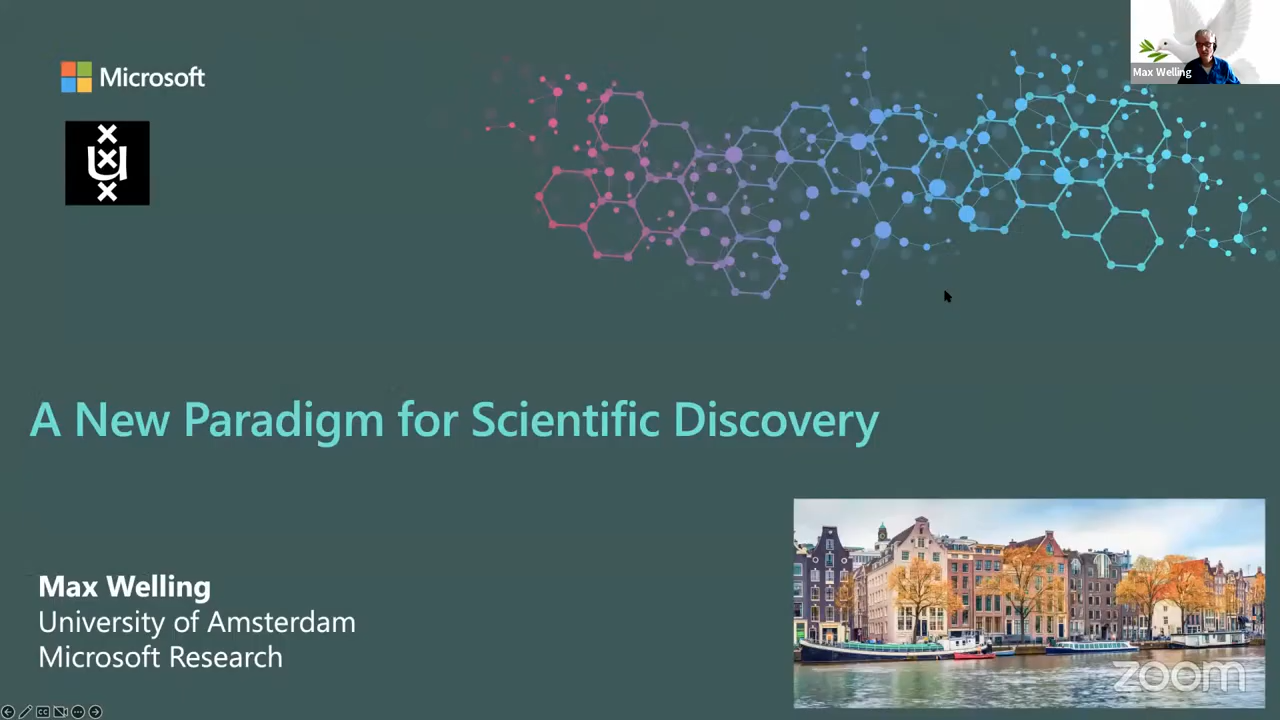 Microsoft
Max Welling
A New Paradigm for Scientific Discovery
Max Welling
University of Amsterdam
Microsoft Research
zoom